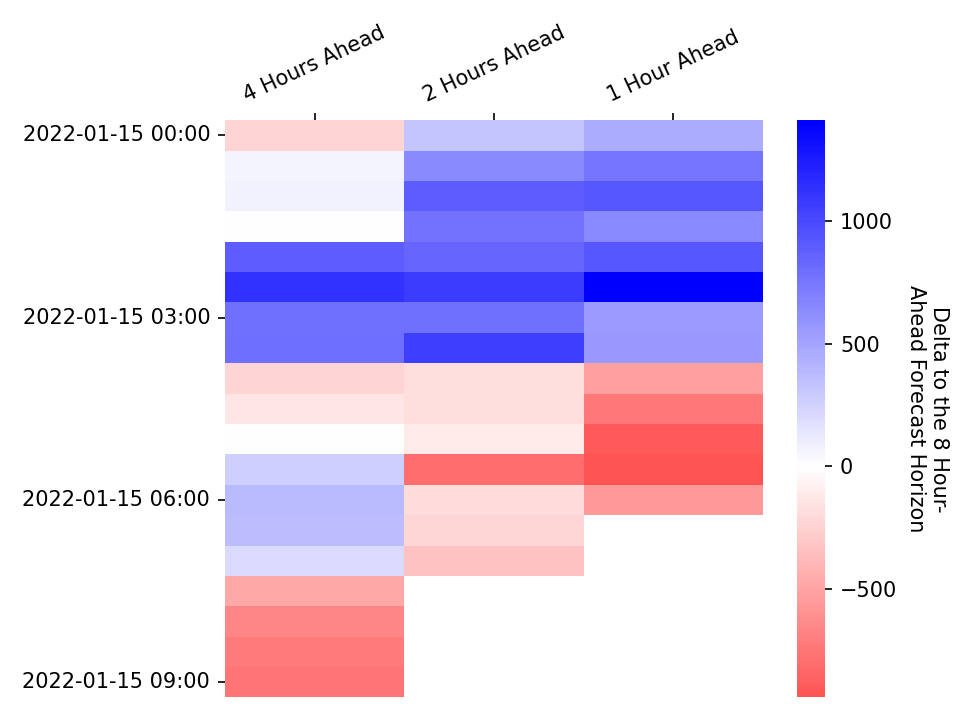 4 Hours Ahead
2 Hours Ahead
1 Hour Ahead
2022-01-15 00:00
2022-01-15 03:00
2022-01-15 06:00
2022-01-15 09:00
1000
500
0
−500
Delta to the 8 Hour-
Ahead Forecast Horizon